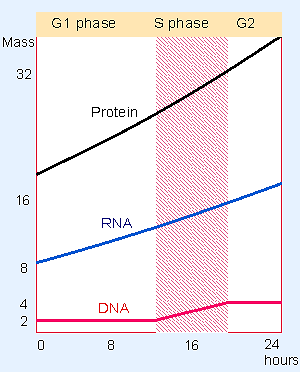 G1 phase S phase G2
Mass
32
Protein
16
RNA
8
4
DNA
2
0 8 16 24
hours